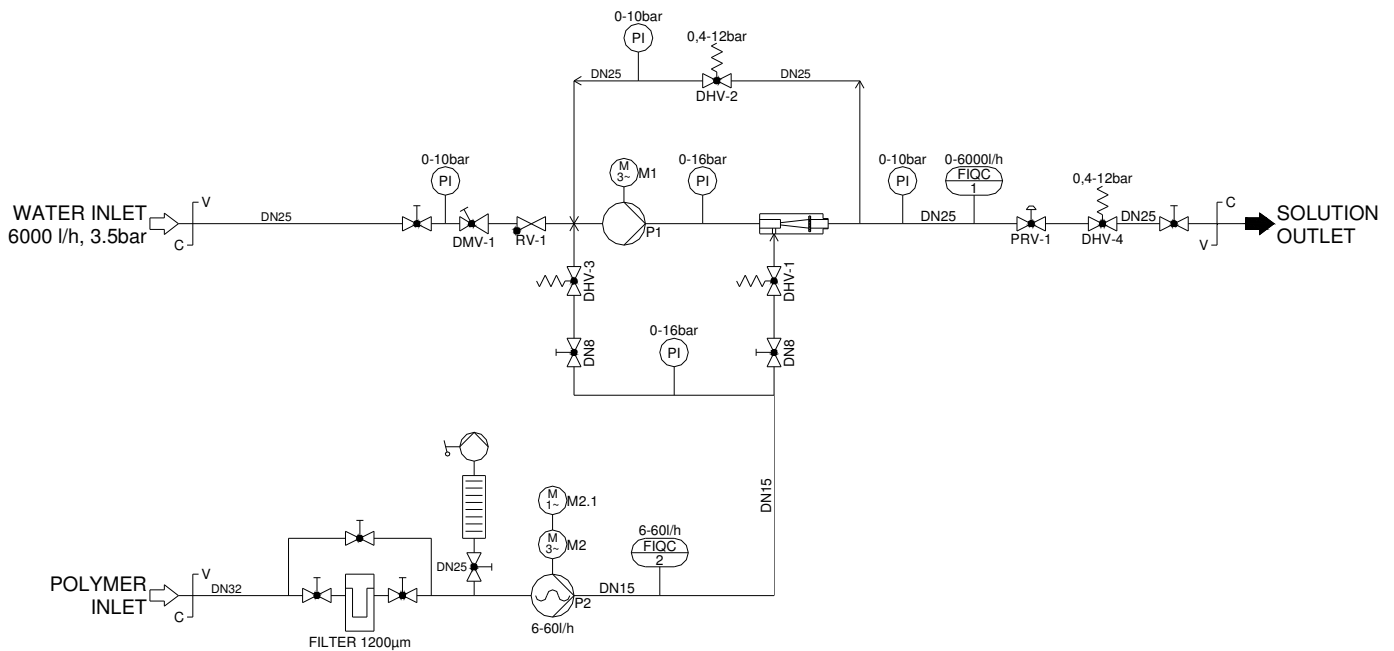 0-10bar
PI
0,4-12bar
DN25
DHV-2
DN25
0-10bar
PI
M
3~
M1
0-16bar
PI
0-10bar
PI
0-6000l/h
FIQC
1
0,4-12bar
WATER INLET
6000 l/h, 3.5bar
V
C
DN25
DMV-1
RV-1
P1
DN25
PRV-1
DHV-4
DN25
C
V
SOLUTION
OUTLET
DHV-3
DHV-1
DN8
0-16bar
PI
DN8
DN15
M
1~
M2.1
M
3~
M2
6-60l/h
FIQC
2
DN25
POLYMER
INLET
V
C
DN32
FILTER 1200µm
P2
6-60l/h
DN15